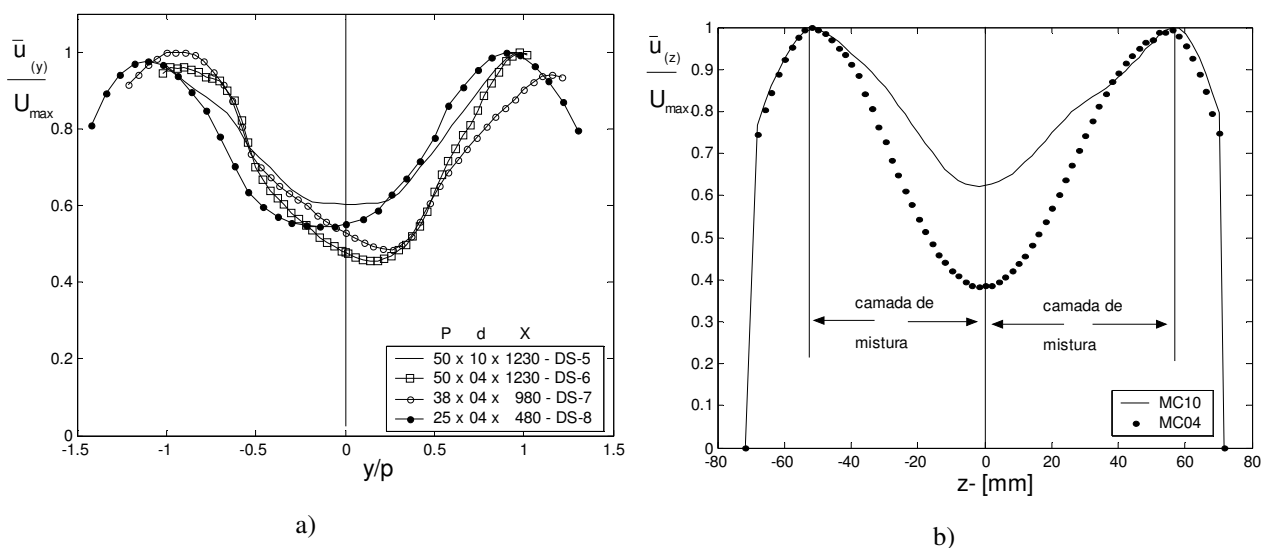 ū (y)
U max
1
0.8
0.6
0.4
0.2
0
-1.5
-1
-0.5
0
0.5
1
1.5
y/p
P d X
50 x 10 x 1230 - DS-5
50 x 04 x 1230 - DS-6
38 x 04 x 980 - DS-7
25 x 04 x 480 - DS-8
a)
ū (z)
U max
1
0.9
0.8
0.7
0.6
0.5
0.4
0.3
0.2
0.1
0
-80
-60
-40
-20
0
20
40
60
80
z- [mm]
camada de
mistura
camada de
mistura
MC10
MC04
b)